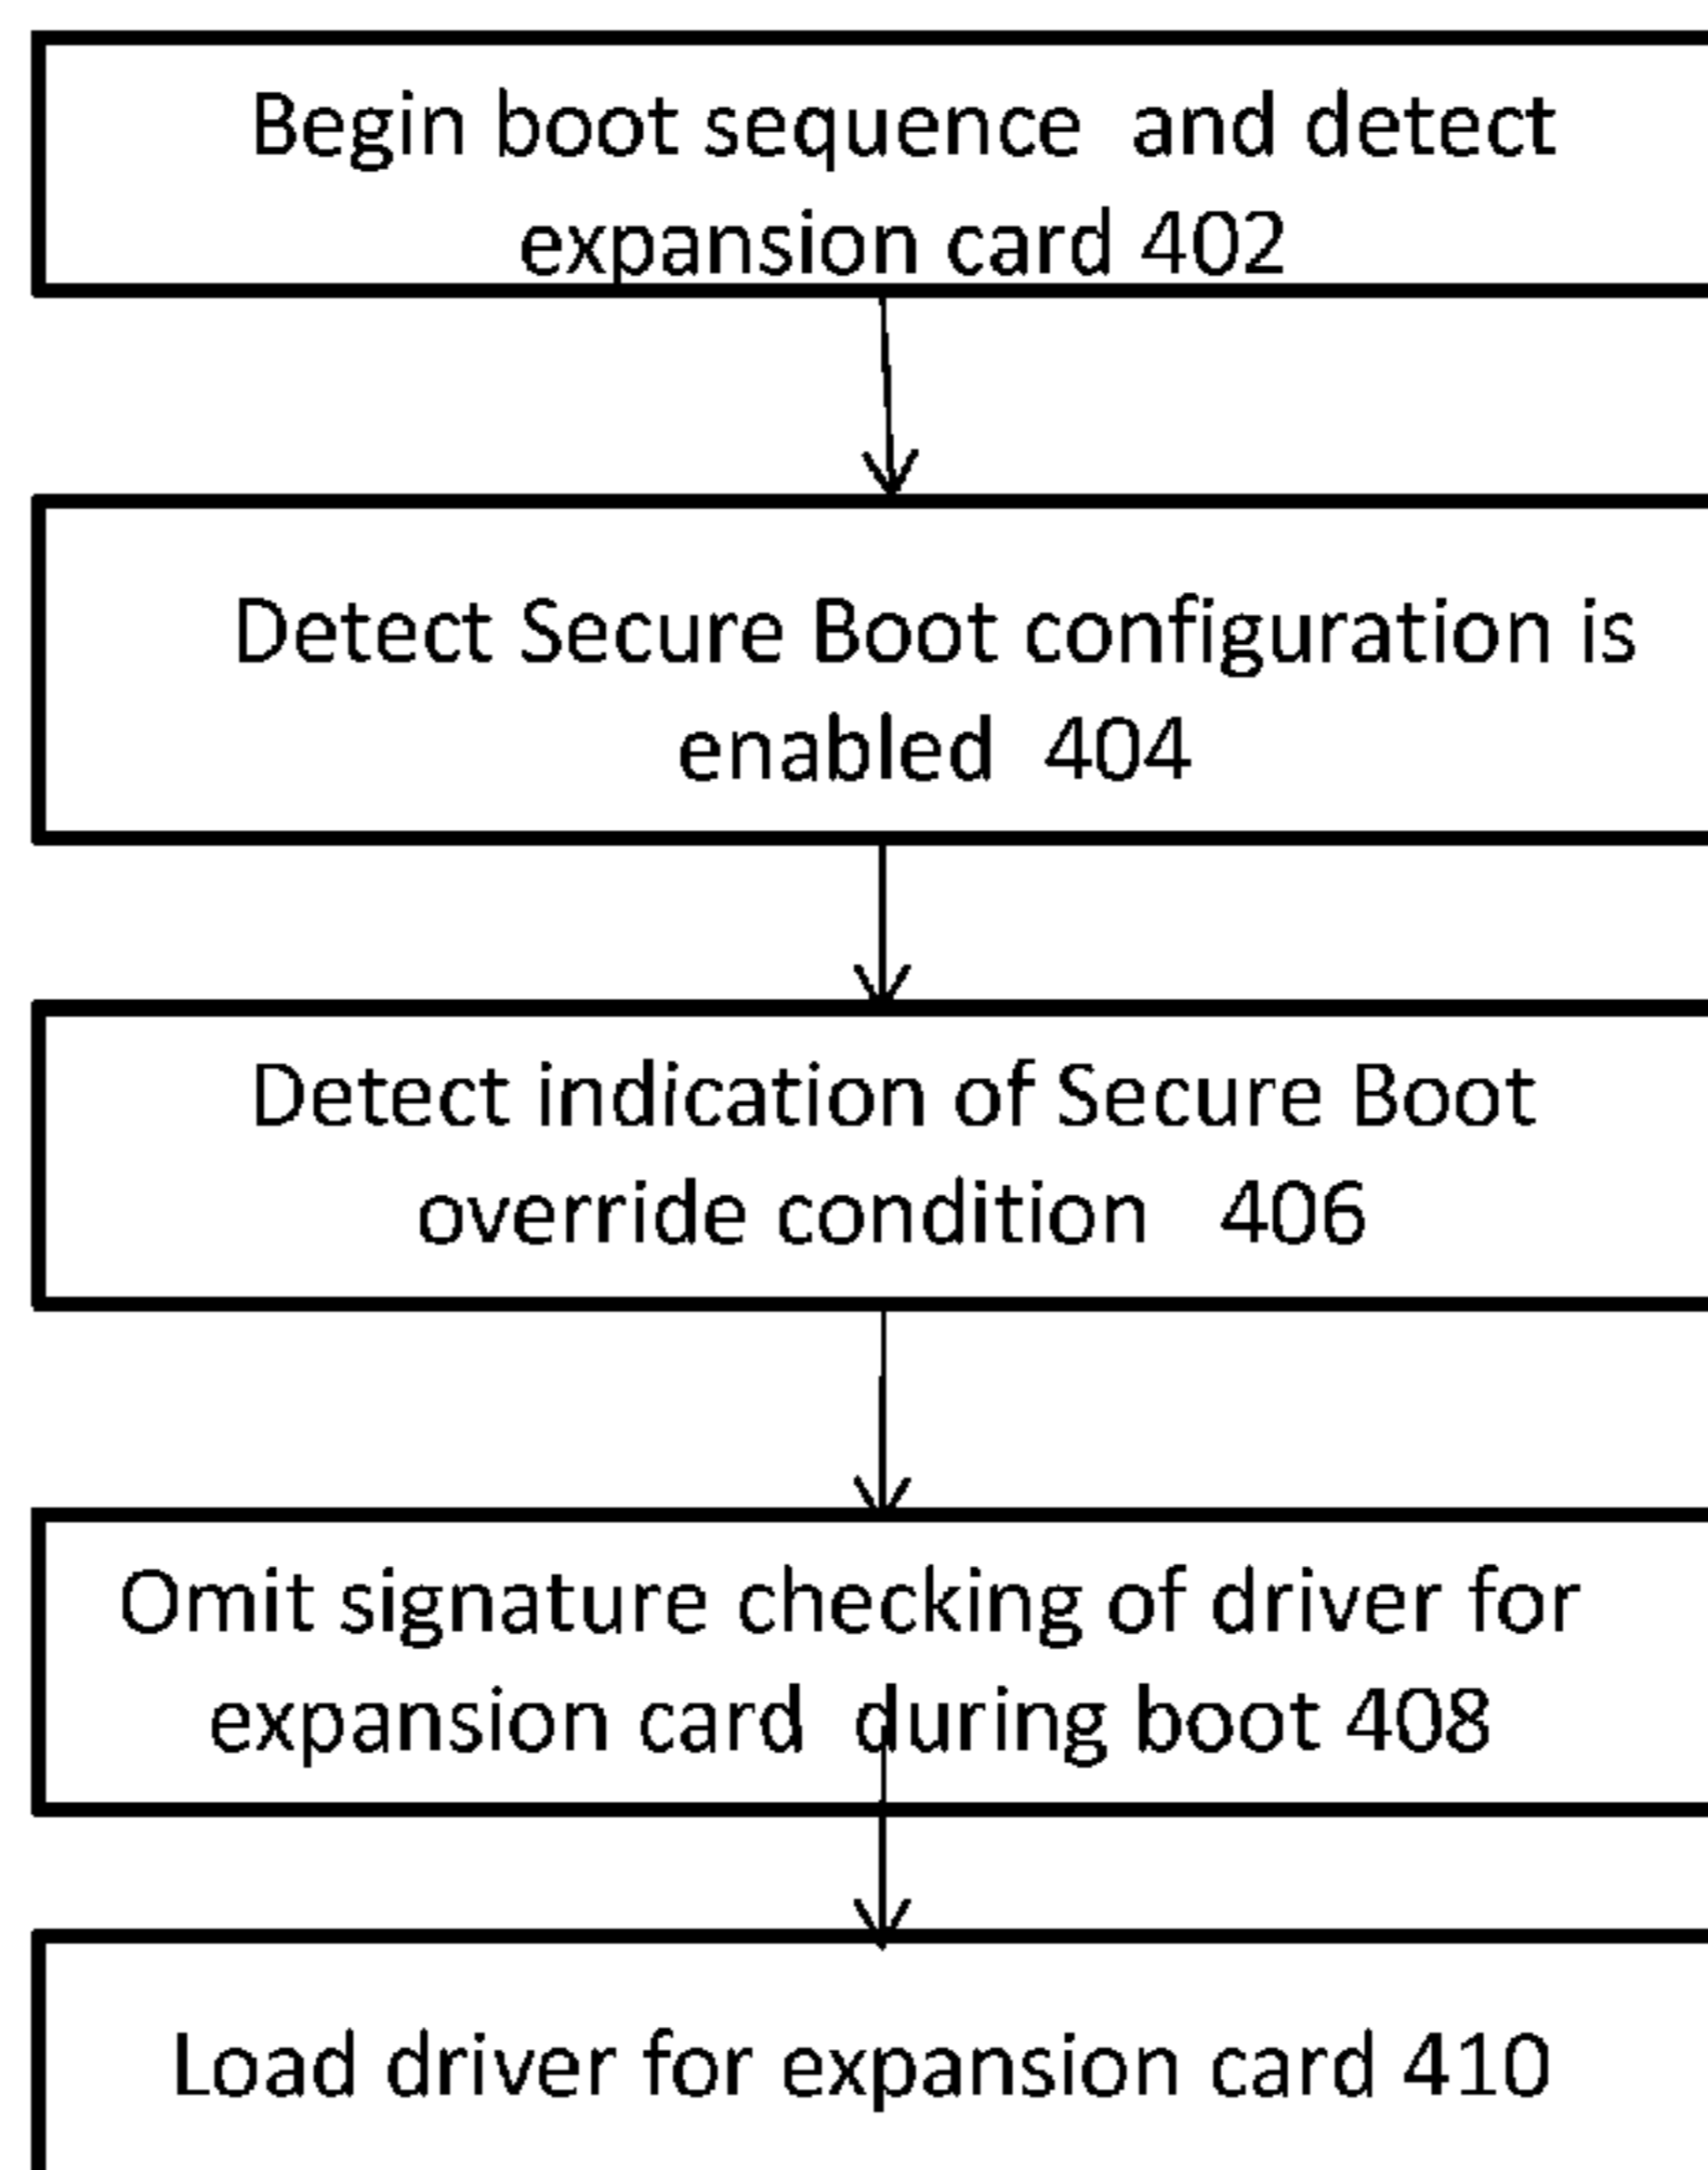 Begin boot sequence and detect
expansion card 402
Detect Secure Boot configuration is
enabled 404
Detect indication of Secure Boot
override condition 406
Omit signature checking of driver for
expansion card during boot 408
Load driver for expansion card 410